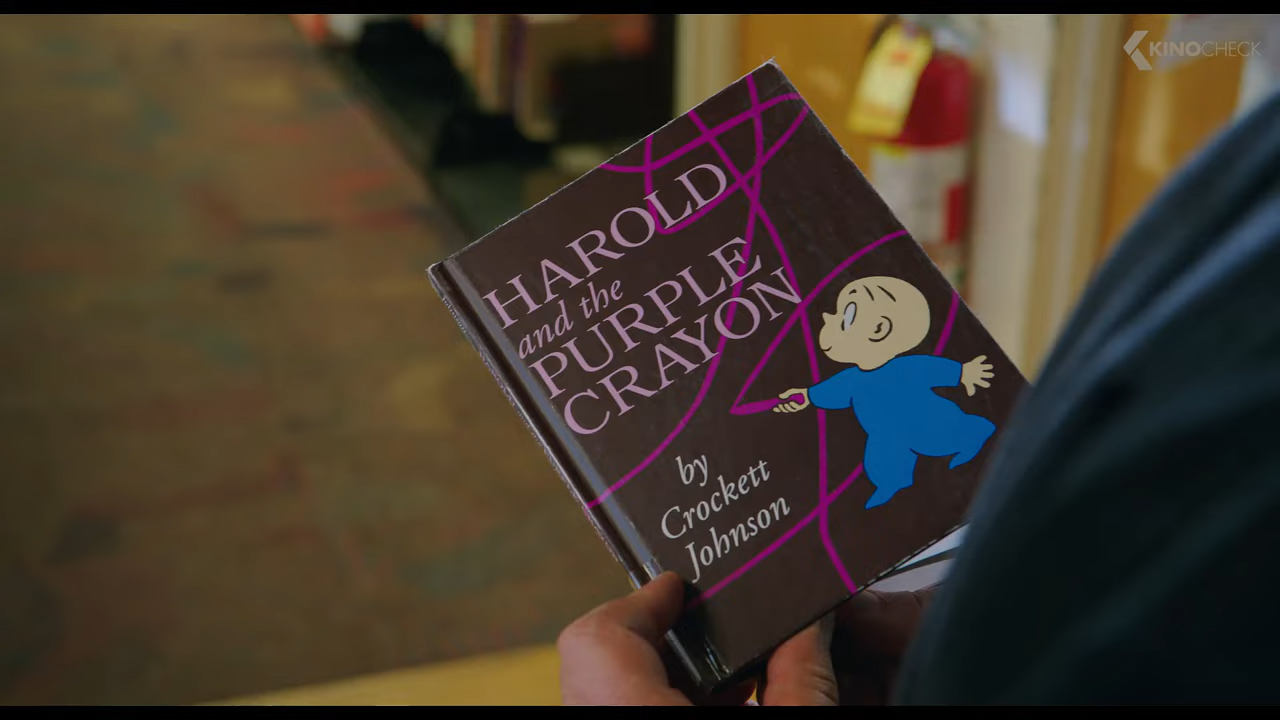 KINOCHECK
HAROLD
and the
PURPLE
CRAYON
by
Crockett
Johnson